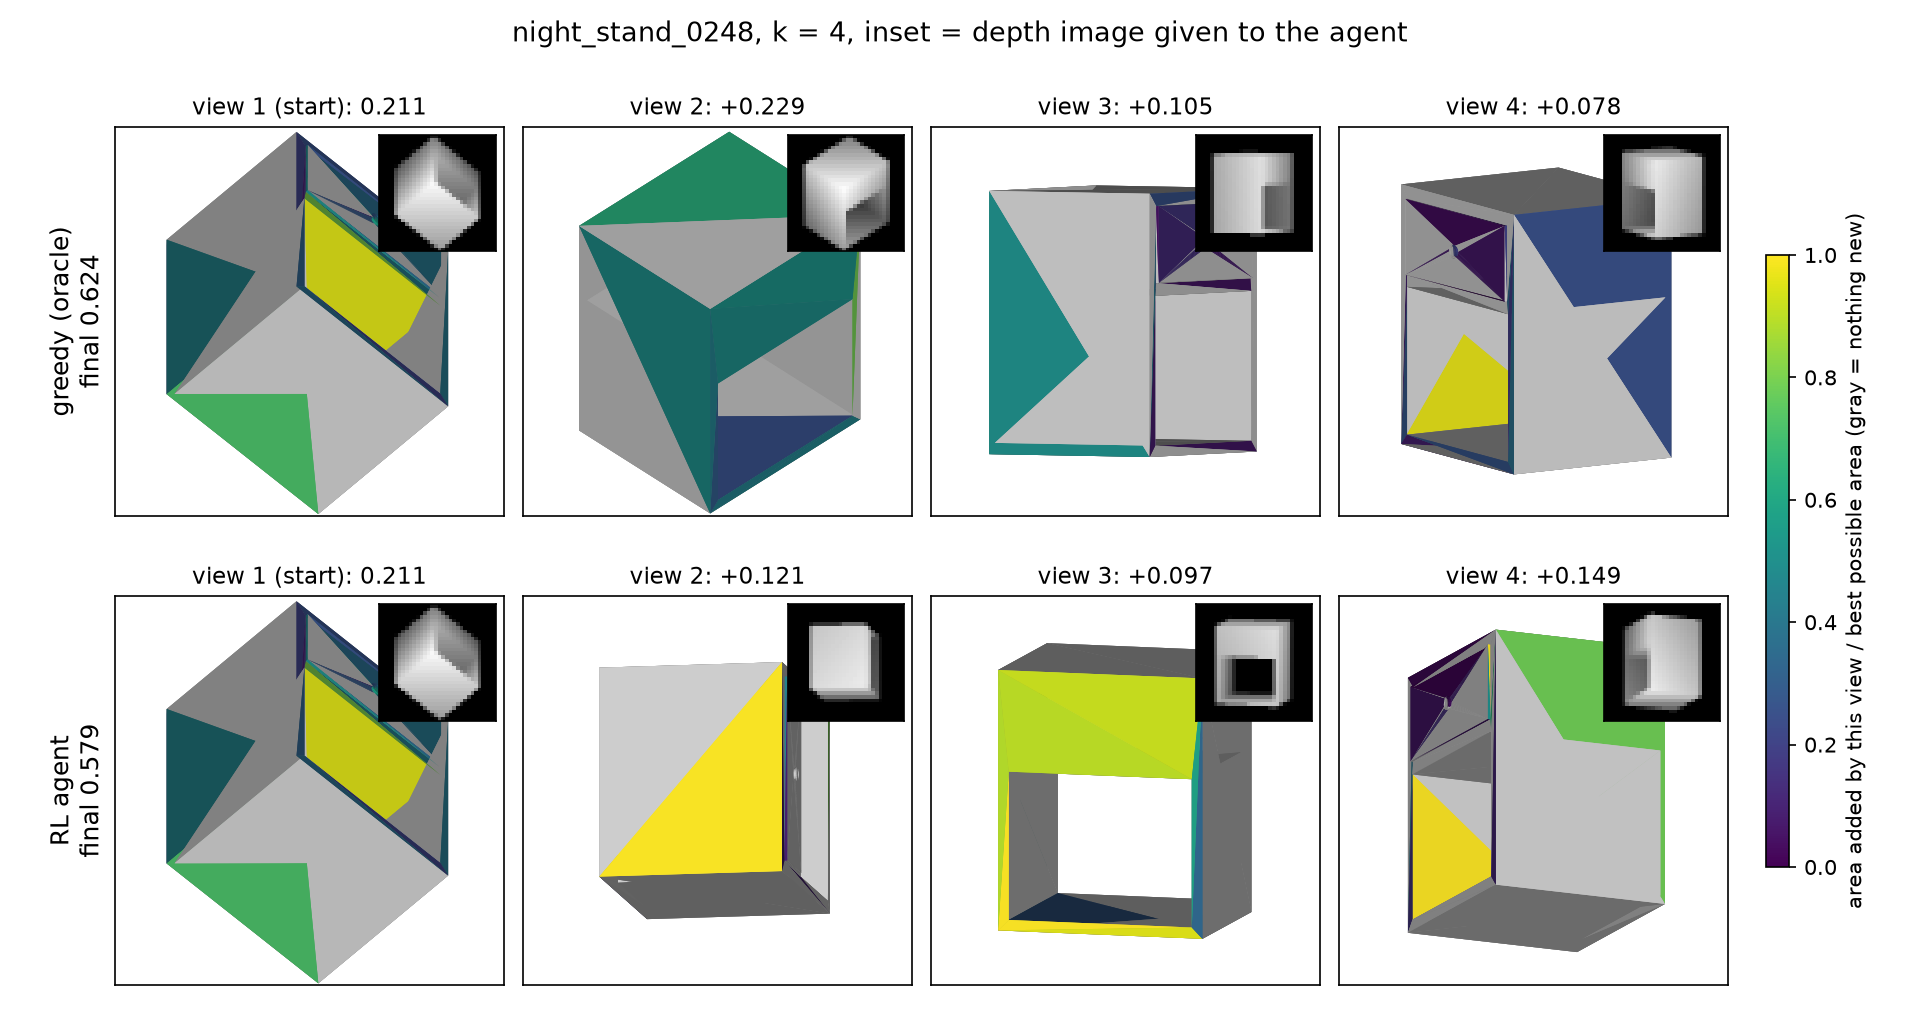 night_stand_0248, k = 4, inset = depth image given to the agent
greedy (oracle)
final 0.624
view 1 (start): 0.211
view 2: +0.229
view 3: +0.105
view 4: +0.078
RL agent
final 0.579
view 1 (start): 0.211
view 2: +0.121
view 3: +0.097
view 4: +0.149
1.0
0.8
0.6
0.4
0.2
0.0
area added by this view / best possible area (gray = nothing new)